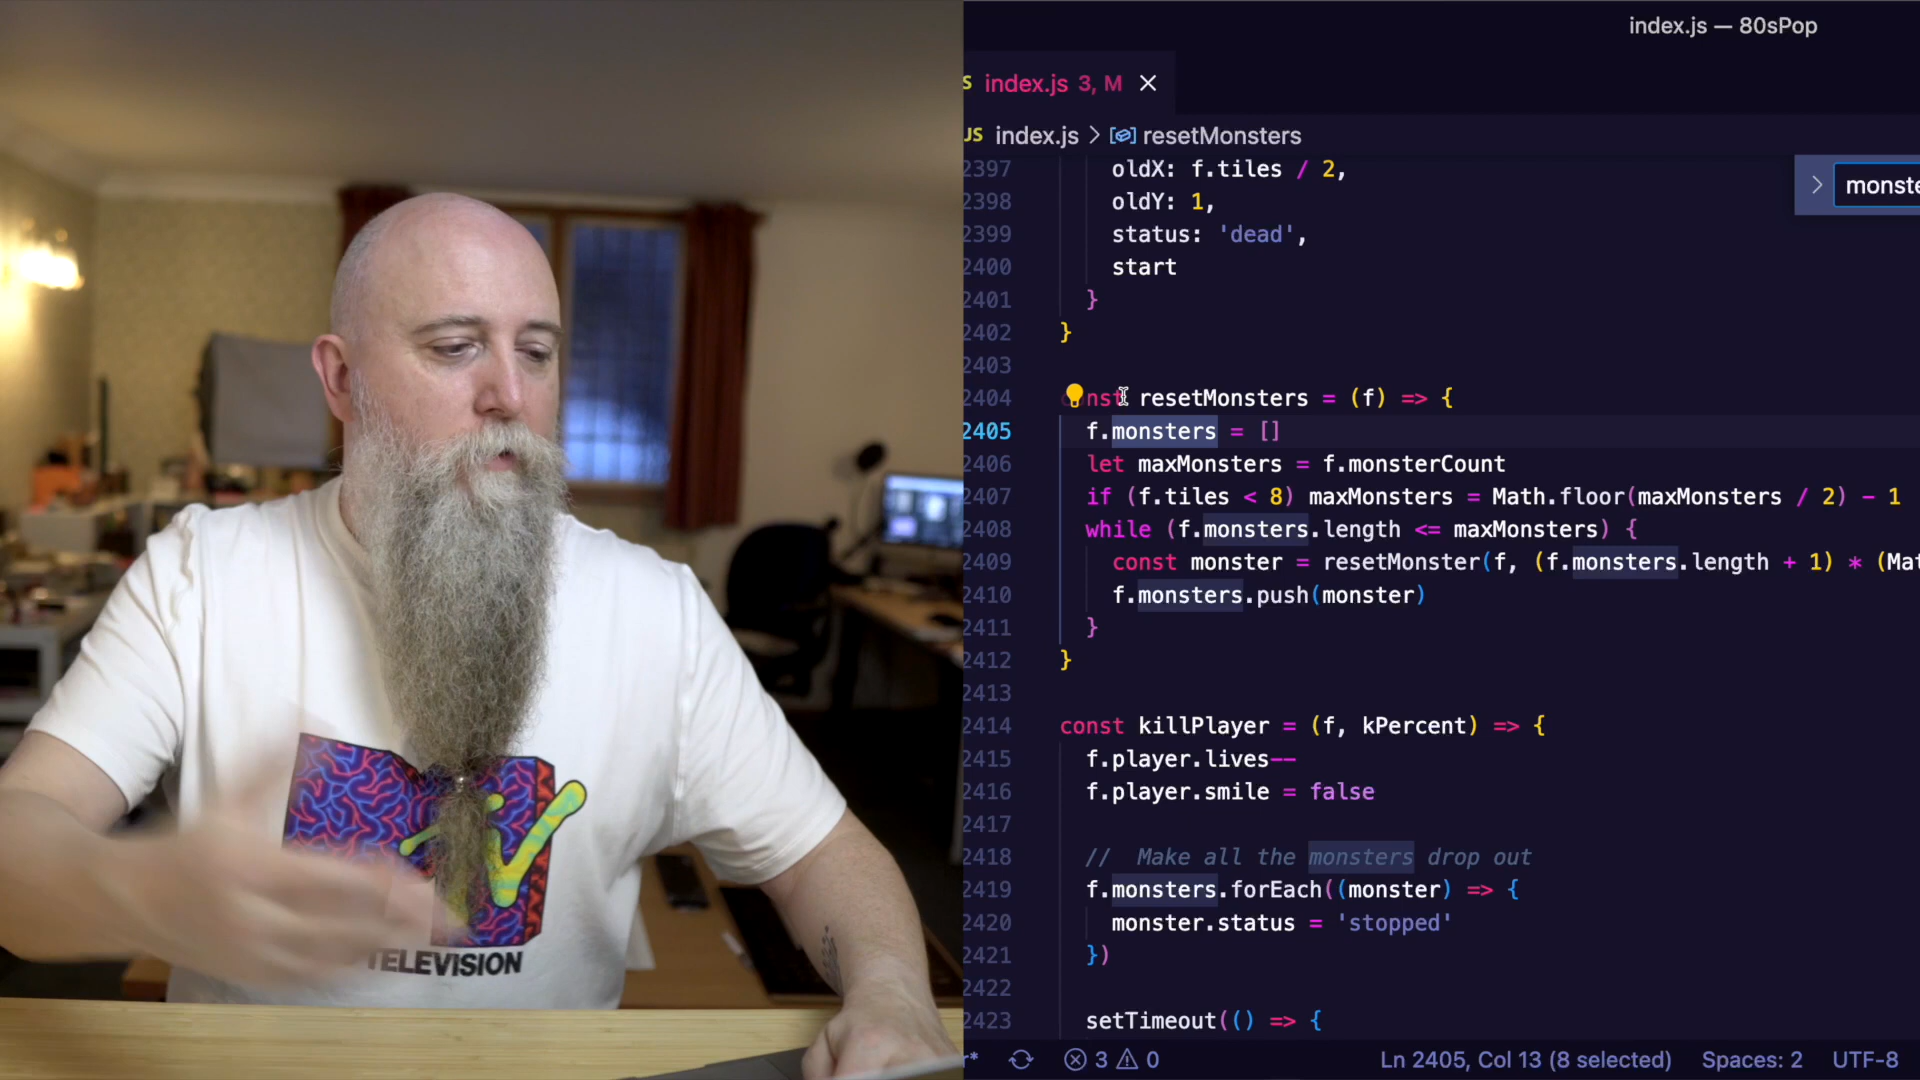 index.js — 80sPop
index.js 3, M
JS index.js > resetMonsters
monste
2397 oldX: f.tiles / 2,
2398 oldY: 1,
2399 status: 'dead',
2400 start
2401 }
2402 }
2403
2404 nst resetMonsters = (f) => {
2405 f.monsters = []
2406 let maxMonsters = f.monsterCount
2407 if (f.tiles < 8) maxMonsters = Math.floor(maxMonsters / 2) - 1
2408 while (f.monsters.length <= maxMonsters) {
2409 const monster = resetMonster(f, (f.monsters.length + 1) * (Mat
2410 f.monsters.push(monster)
2411 }
2412 }
2413
2414 const killPlayer = (f, kPercent) => {
2415 f.player.lives--
2416 f.player.smile = false
2417
2418 // Make all the monsters drop out
2419 f.monsters.forEach((monster) => {
2420 monster.status = 'stopped'
2421 })
2422
2423 setTimeout(() => {
3 0 Ln 2405, Col 13 (8 selected) Spaces: 2 UTF-8
TV
TELEVISION